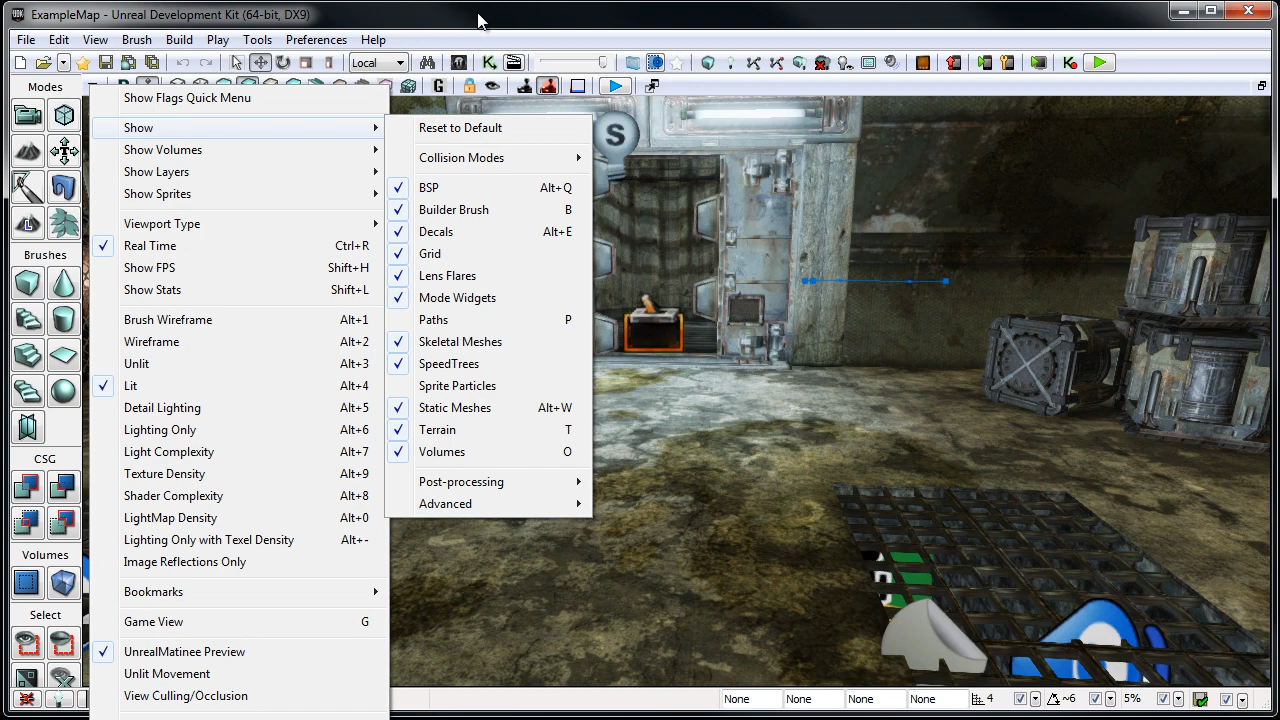 ExampleMap - Unreal Development Kit (64-bit, DX9)
File Edit View Brush Build Play Tools Preferences Help
Local
G
Modes
Brushes
CSG
Volumes
Select
Show Flags Quick Menu
Show
Show Volumes
Show Layers
Show Sprites
Viewport Type
Real Time Ctrl+R
Show FPS Shift+H
Show Stats Shift+L
Brush Wireframe Alt+1
Wireframe Alt+2
Unlit Alt+3
Lit Alt+4
Detail Lighting Alt+5
Lighting Only Alt+6
Light Complexity Alt+7
Texture Density Alt+9
Shader Complexity Alt+8
LightMap Density Alt+0
Lighting Only with Texel Density Alt+-
Image Reflections Only
Bookmarks
Game View G
UnrealMatinee Preview
Unlit Movement
View Culling/Occlusion
Reset to Default
Collision Modes
BSP Alt+Q
Builder Brush B
Decals Alt+E
Grid
Lens Flares
Mode Widgets
Paths P
Skeletal Meshes
SpeedTrees
Sprite Particles
Static Meshes Alt+W
Terrain T
Volumes O
Post-processing
Advanced
S
None None None None 4 ~6 5%